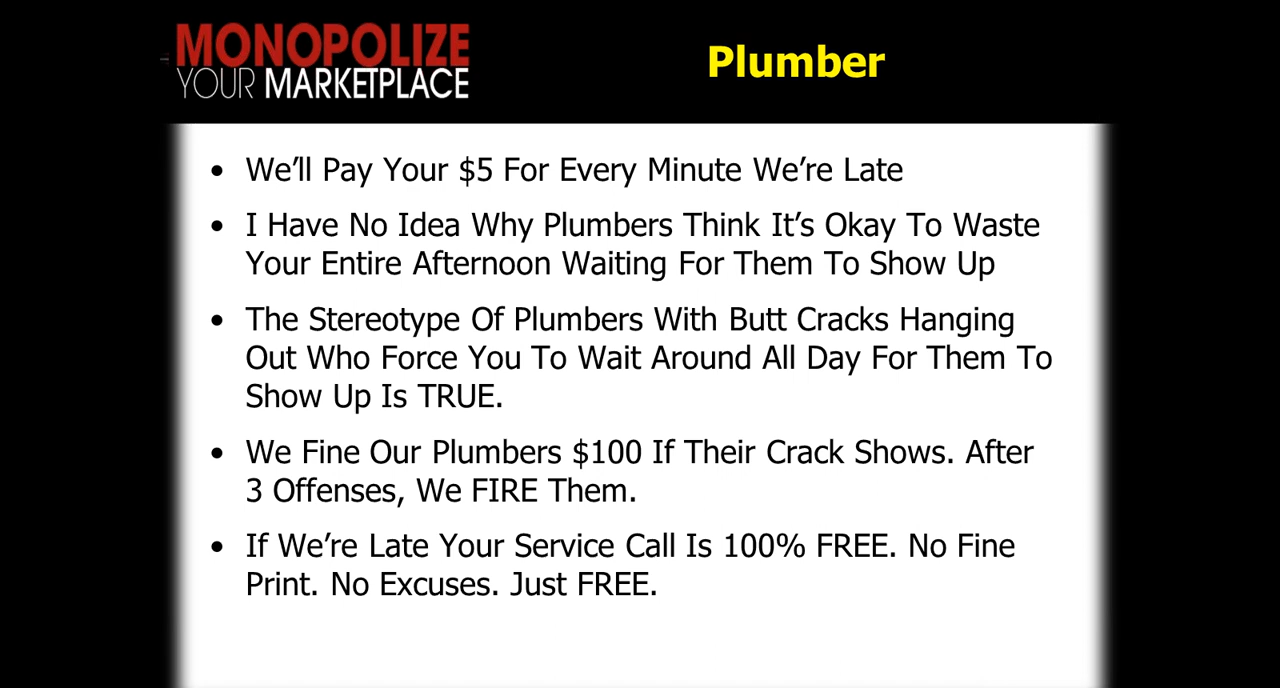 MONOPOLIZE
YOUR MARKETPLACE
Plumber
• We’ll Pay Your $5 For Every Minute We’re Late
• I Have No Idea Why Plumbers Think It’s Okay To Waste
Your Entire Afternoon Waiting For Them To Show Up
• The Stereotype Of Plumbers With Butt Cracks Hanging
Out Who Force You To Wait Around All Day For Them To
Show Up Is TRUE.
• We Fine Our Plumbers $100 If Their Crack Shows. After
3 Offenses, We FIRE Them.
• If We’re Late Your Service Call Is 100% FREE. No Fine
Print. No Excuses. Just FREE.